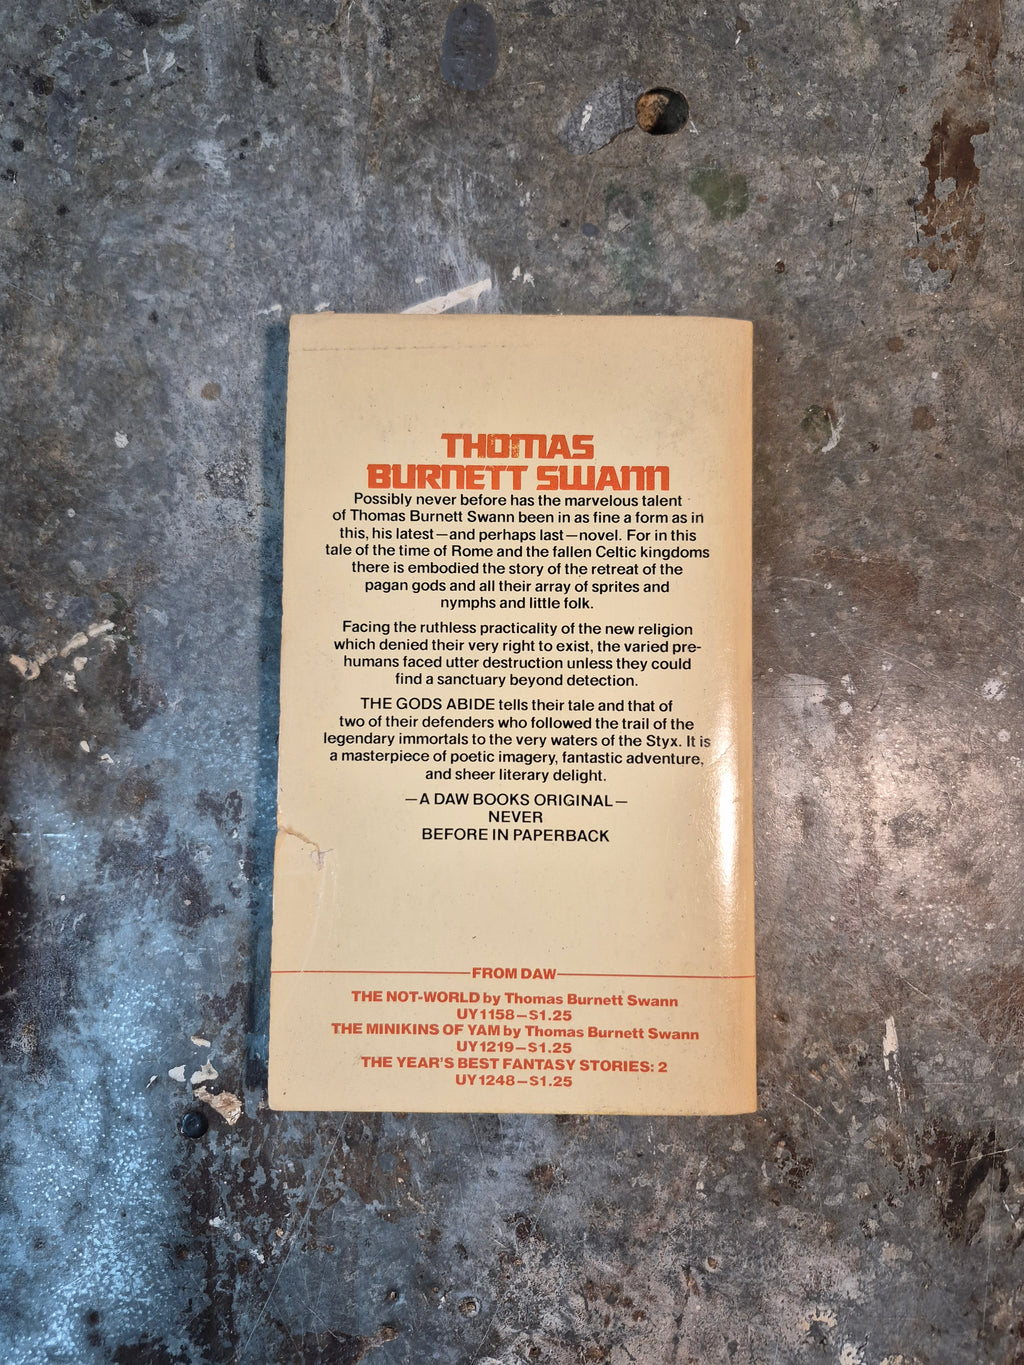 THOMAS
BURNETT SWANN
Possibly never before has the marvelous talent
of Thomas Burnett Swann been in as fine a form as in
this, his latest—and perhaps last—novel. For in this
tale of the time of Rome and the fallen Celtic kingdoms
there is embodied the story of the retreat of the
pagan gods and all their array of sprites and
nymphs and little folk.
Facing the ruthless practicality of the new religion
which denied their very right to exist, the varied pre-
humans faced utter destruction unless they could
find a sanctuary beyond detection.
THE GODS ABIDE tells their tale and that of
two of their defenders who followed the trail of the
legendary immortals to the very waters of the Styx. It is
a masterpiece of poetic imagery, fantastic adventure,
and sheer literary delight.
—A DAW BOOKS ORIGINAL—
NEVER
BEFORE IN PAPERBACK
FROM DAW
THE NOT-WORLD by Thomas Burnett Swann
UY1158—$1.25
THE MINIKINS OF YAM by Thomas Burnett Swann
UY1219—$1.25
THE YEAR'S BEST FANTASY STORIES: 2
UY1248—$1.25